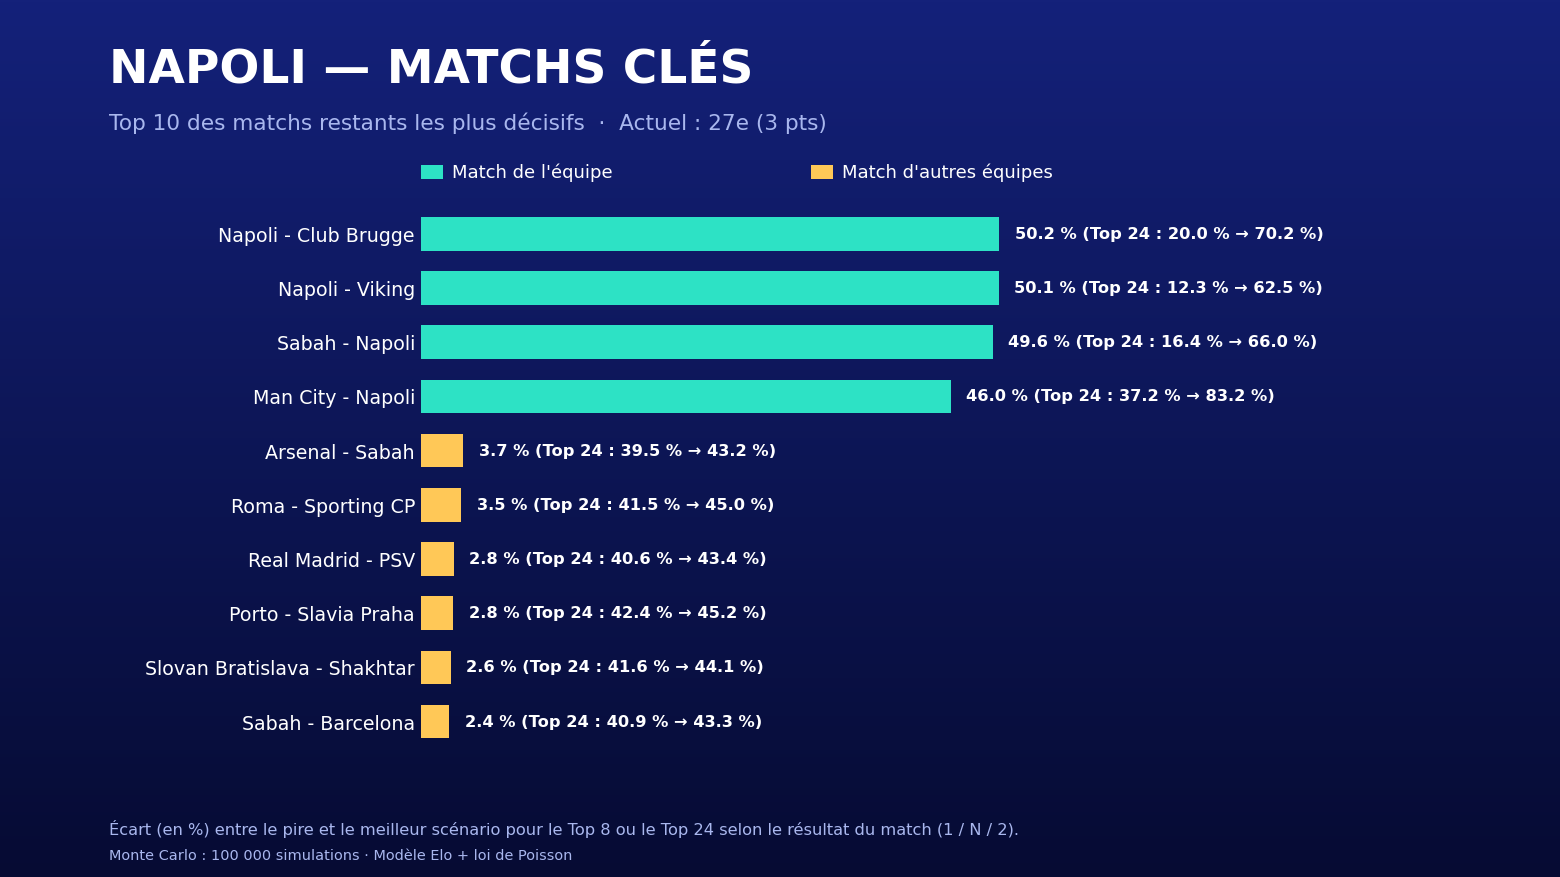 NAPOLI — MATCHS CLÉS
Top 10 des matchs restants les plus décisifs · Actuel : 27e (3 pts)
Match de l'équipe
Match d'autres équipes
Napoli - Club Brugge 50.2 % (Top 24 : 20.0 % → 70.2 %)
Napoli - Viking 50.1 % (Top 24 : 12.3 % → 62.5 %)
Sabah - Napoli 49.6 % (Top 24 : 16.4 % → 66.0 %)
Man City - Napoli 46.0 % (Top 24 : 37.2 % → 83.2 %)
Arsenal - Sabah 3.7 % (Top 24 : 39.5 % → 43.2 %)
Roma - Sporting CP 3.5 % (Top 24 : 41.5 % → 45.0 %)
Real Madrid - PSV 2.8 % (Top 24 : 40.6 % → 43.4 %)
Porto - Slavia Praha 2.8 % (Top 24 : 42.4 % → 45.2 %)
Slovan Bratislava - Shakhtar 2.6 % (Top 24 : 41.6 % → 44.1 %)
Sabah - Barcelona 2.4 % (Top 24 : 40.9 % → 43.3 %)
Écart (en %) entre le pire et le meilleur scénario pour le Top 8 ou le Top 24 selon le résultat du match (1 / N / 2).
Monte Carlo : 100 000 simulations · Modèle Elo + loi de Poisson